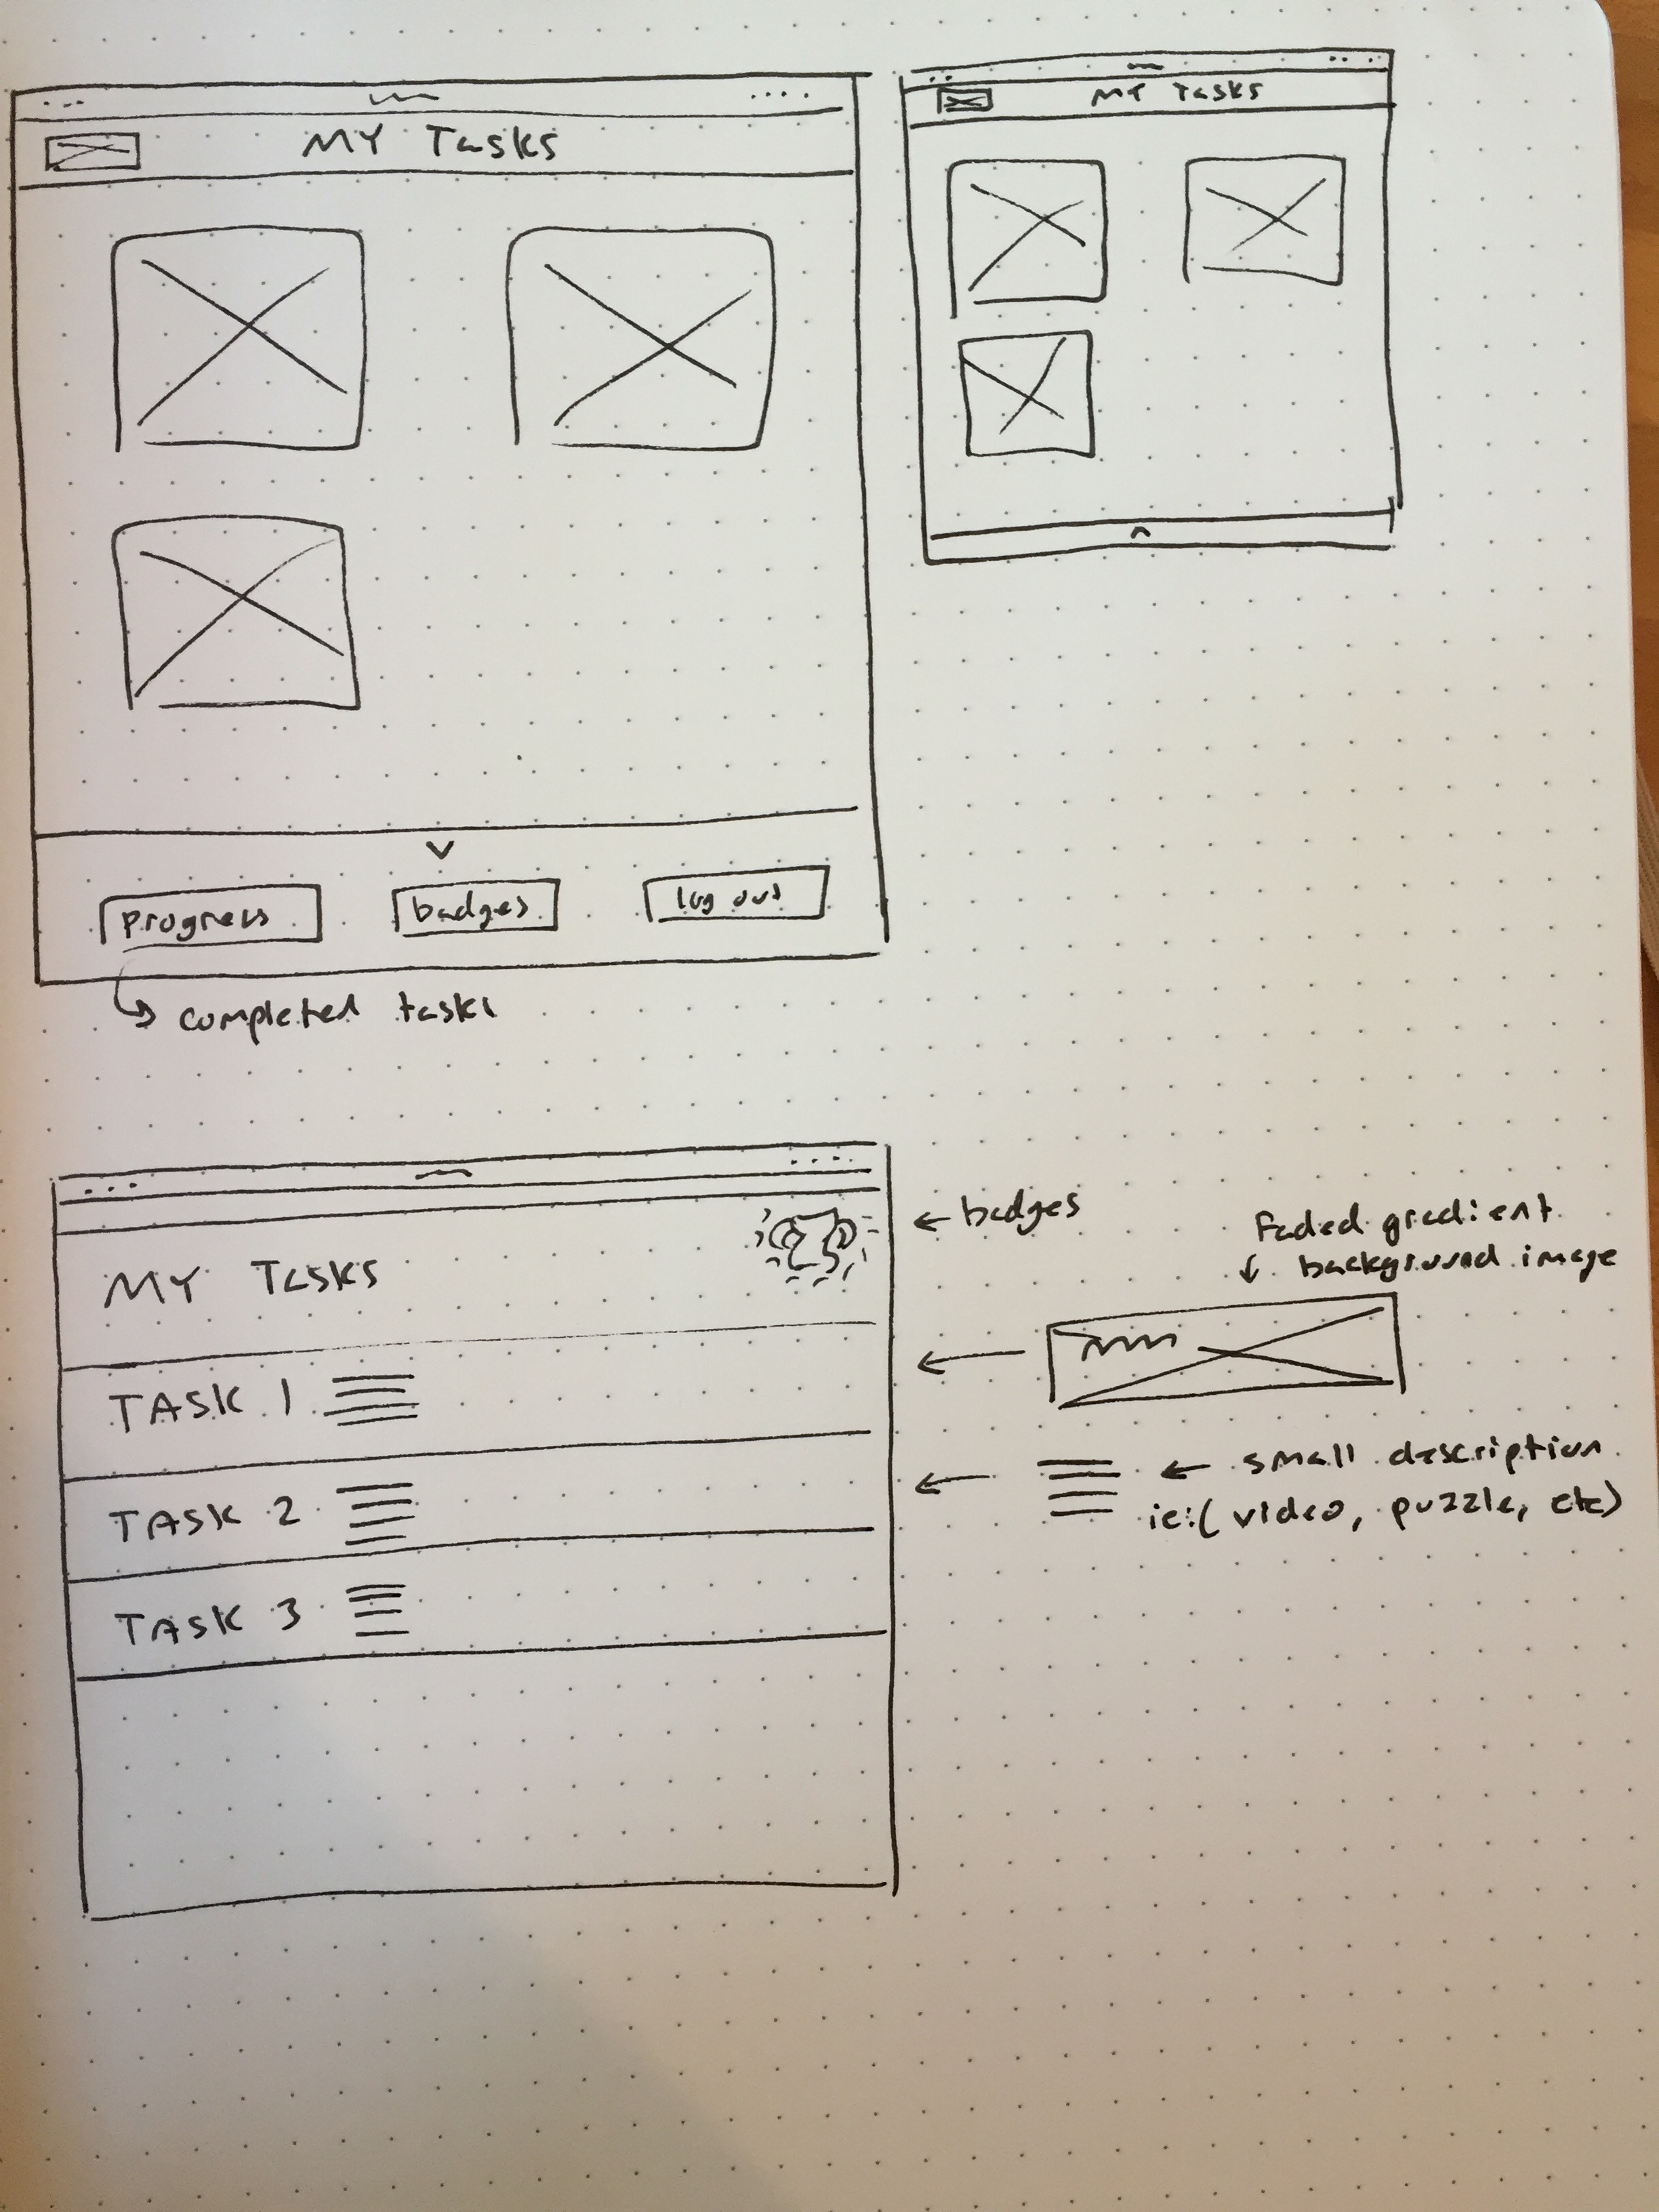 MY Tasks
MY Tasks
progress
badges
log out
completed tasks
← badges
Faded gradient
background image
MY Tasks
TASK 1
TASK 2
TASK 3
← small description
ie:( video, puzzle, etc)